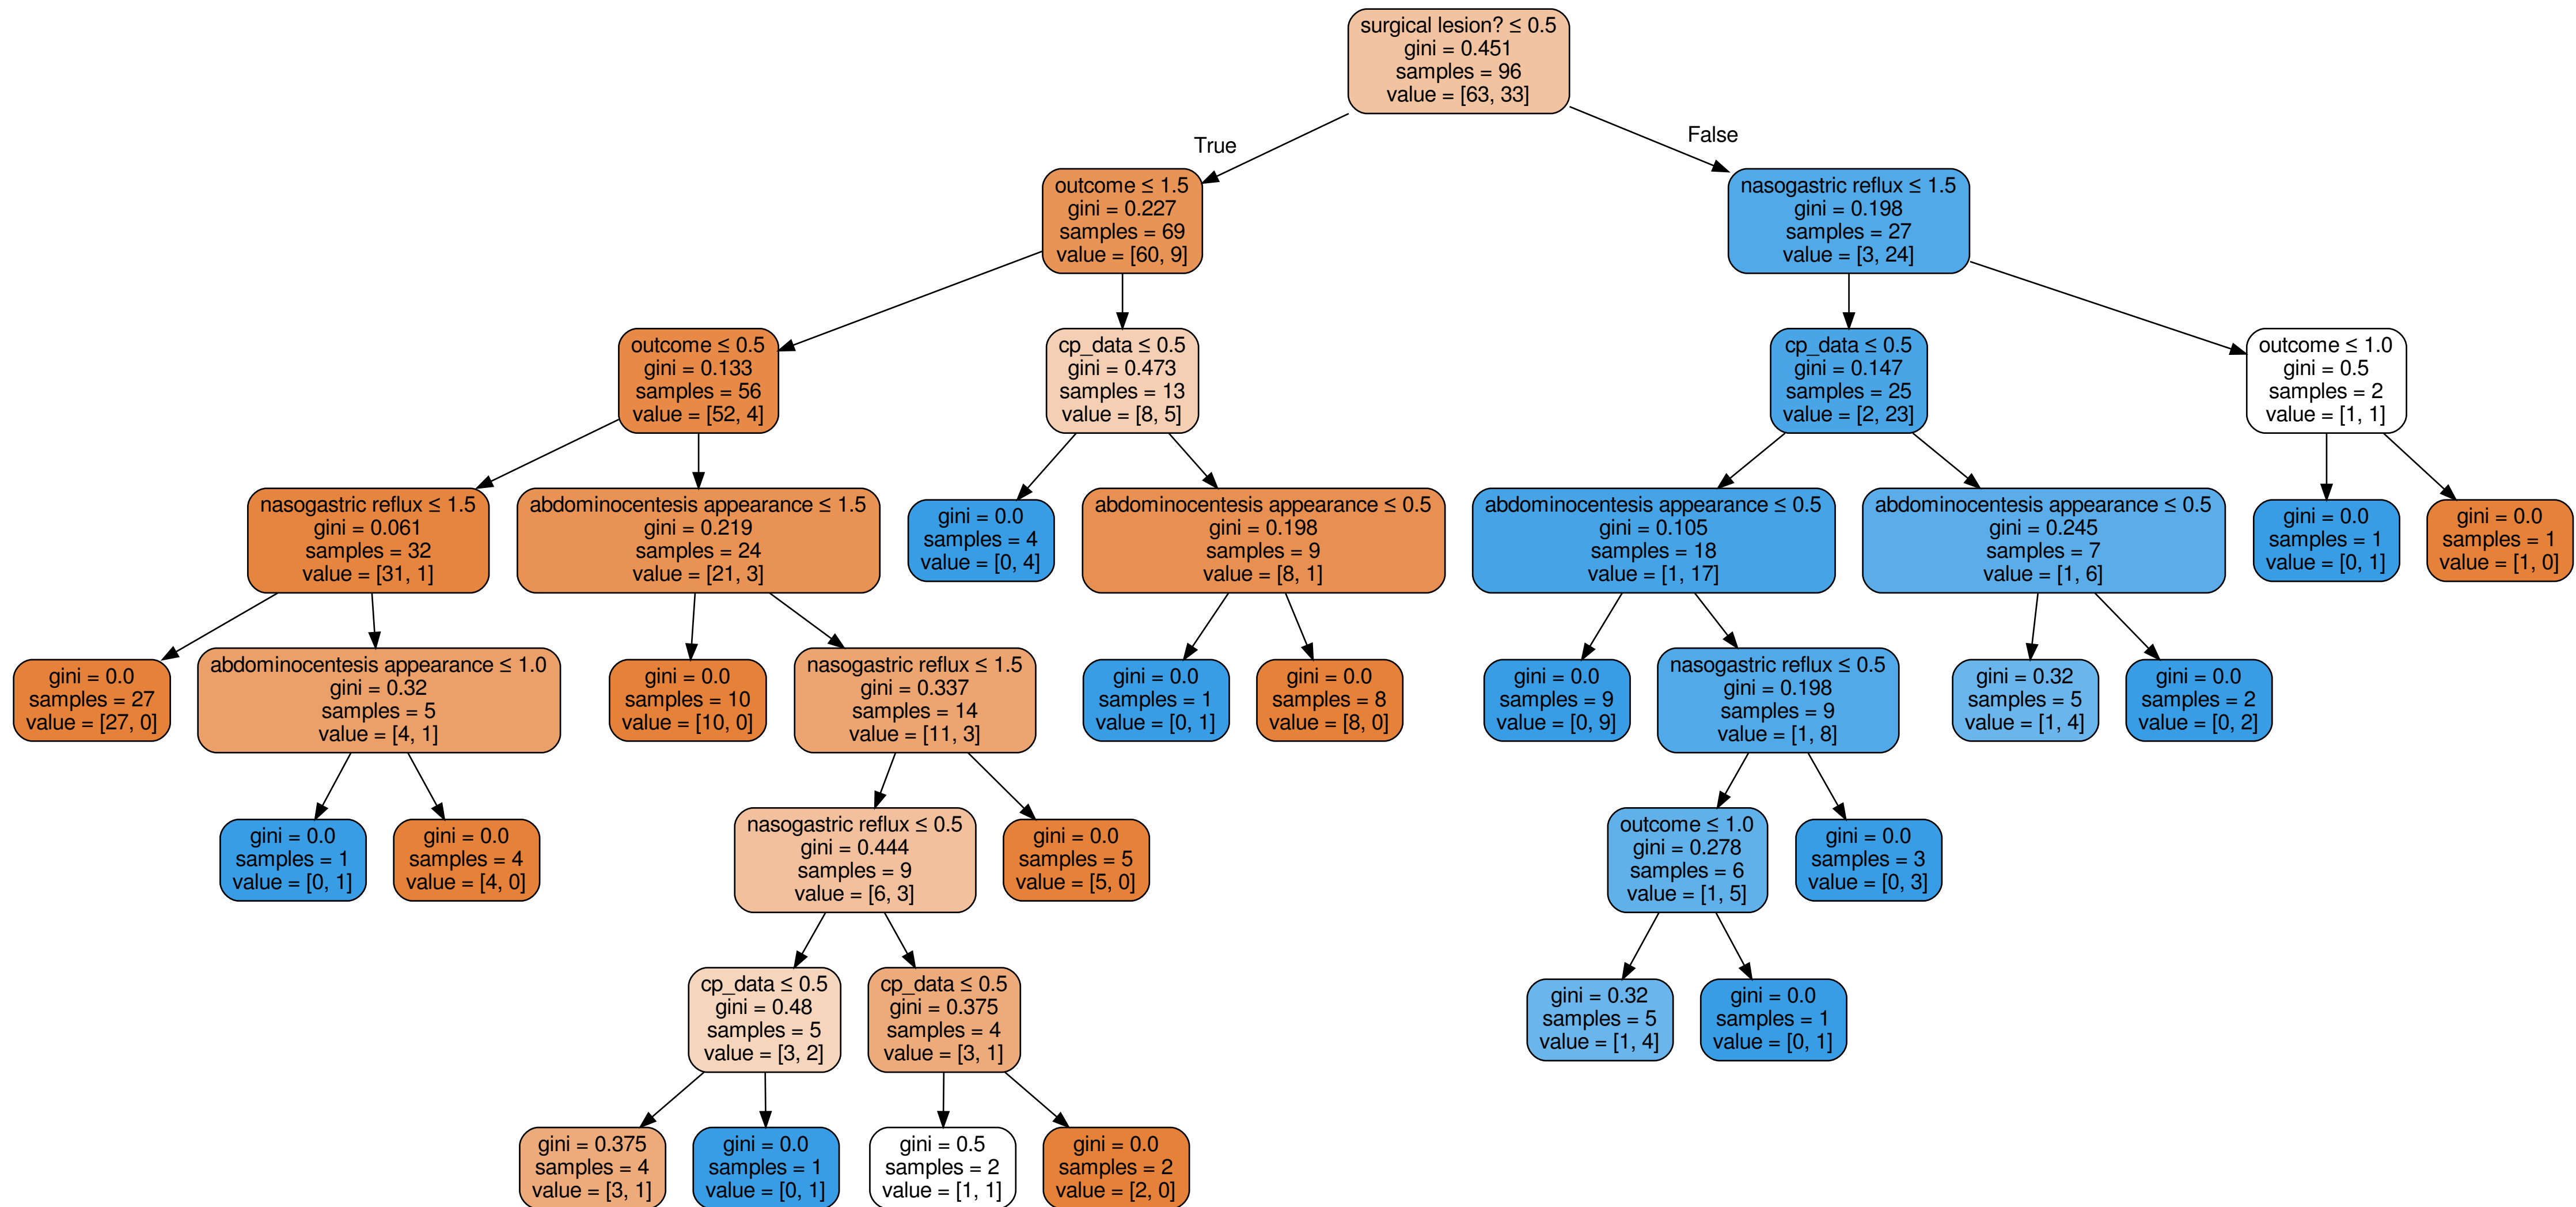 surgical lesion? ≤ 0.5
gini = 0.451
samples = 96
value = [63, 33]
True
False
outcome ≤ 1.5
gini = 0.227
samples = 69
value = [60, 9]
nasogastric reflux ≤ 1.5
gini = 0.198
samples = 27
value = [3, 24]
outcome ≤ 0.5
gini = 0.133
samples = 56
value = [52, 4]
cp_data ≤ 0.5
gini = 0.473
samples = 13
value = [8, 5]
cp_data ≤ 0.5
gini = 0.147
samples = 25
value = [2, 23]
outcome ≤ 1.0
gini = 0.5
samples = 2
value = [1, 1]
nasogastric reflux ≤ 1.5
gini = 0.061
samples = 32
value = [31, 1]
abdominocentesis appearance ≤ 1.5
gini = 0.219
samples = 24
value = [21, 3]
gini = 0.0
samples = 4
value = [0, 4]
abdominocentesis appearance ≤ 0.5
gini = 0.198
samples = 9
value = [8, 1]
abdominocentesis appearance ≤ 0.5
gini = 0.105
samples = 18
value = [1, 17]
abdominocentesis appearance ≤ 0.5
gini = 0.245
samples = 7
value = [1, 6]
gini = 0.0
samples = 1
value = [0, 1]
gini = 0.0
samples = 1
value = [1, 0]
gini = 0.0
samples = 27
value = [27, 0]
abdominocentesis appearance ≤ 1.0
gini = 0.32
samples = 5
value = [4, 1]
gini = 0.0
samples = 10
value = [10, 0]
nasogastric reflux ≤ 1.5
gini = 0.337
samples = 14
value = [11, 3]
gini = 0.0
samples = 1
value = [0, 1]
gini = 0.0
samples = 8
value = [8, 0]
gini = 0.0
samples = 9
value = [0, 9]
nasogastric reflux ≤ 0.5
gini = 0.198
samples = 9
value = [1, 8]
gini = 0.32
samples = 5
value = [1, 4]
gini = 0.0
samples = 2
value = [0, 2]
gini = 0.0
samples = 1
value = [0, 1]
gini = 0.0
samples = 4
value = [4, 0]
nasogastric reflux ≤ 0.5
gini = 0.444
samples = 9
value = [6, 3]
gini = 0.0
samples = 5
value = [5, 0]
outcome ≤ 1.0
gini = 0.278
samples = 6
value = [1, 5]
gini = 0.0
samples = 3
value = [0, 3]
cp_data ≤ 0.5
gini = 0.48
samples = 5
value = [3, 2]
cp_data ≤ 0.5
gini = 0.375
samples = 4
value = [3, 1]
gini = 0.32
samples = 5
value = [1, 4]
gini = 0.0
samples = 1
value = [0, 1]
gini = 0.375
samples = 4
value = [3, 1]
gini = 0.0
samples = 1
value = [0, 1]
gini = 0.5
samples = 2
value = [1, 1]
gini = 0.0
samples = 2
value = [2, 0]